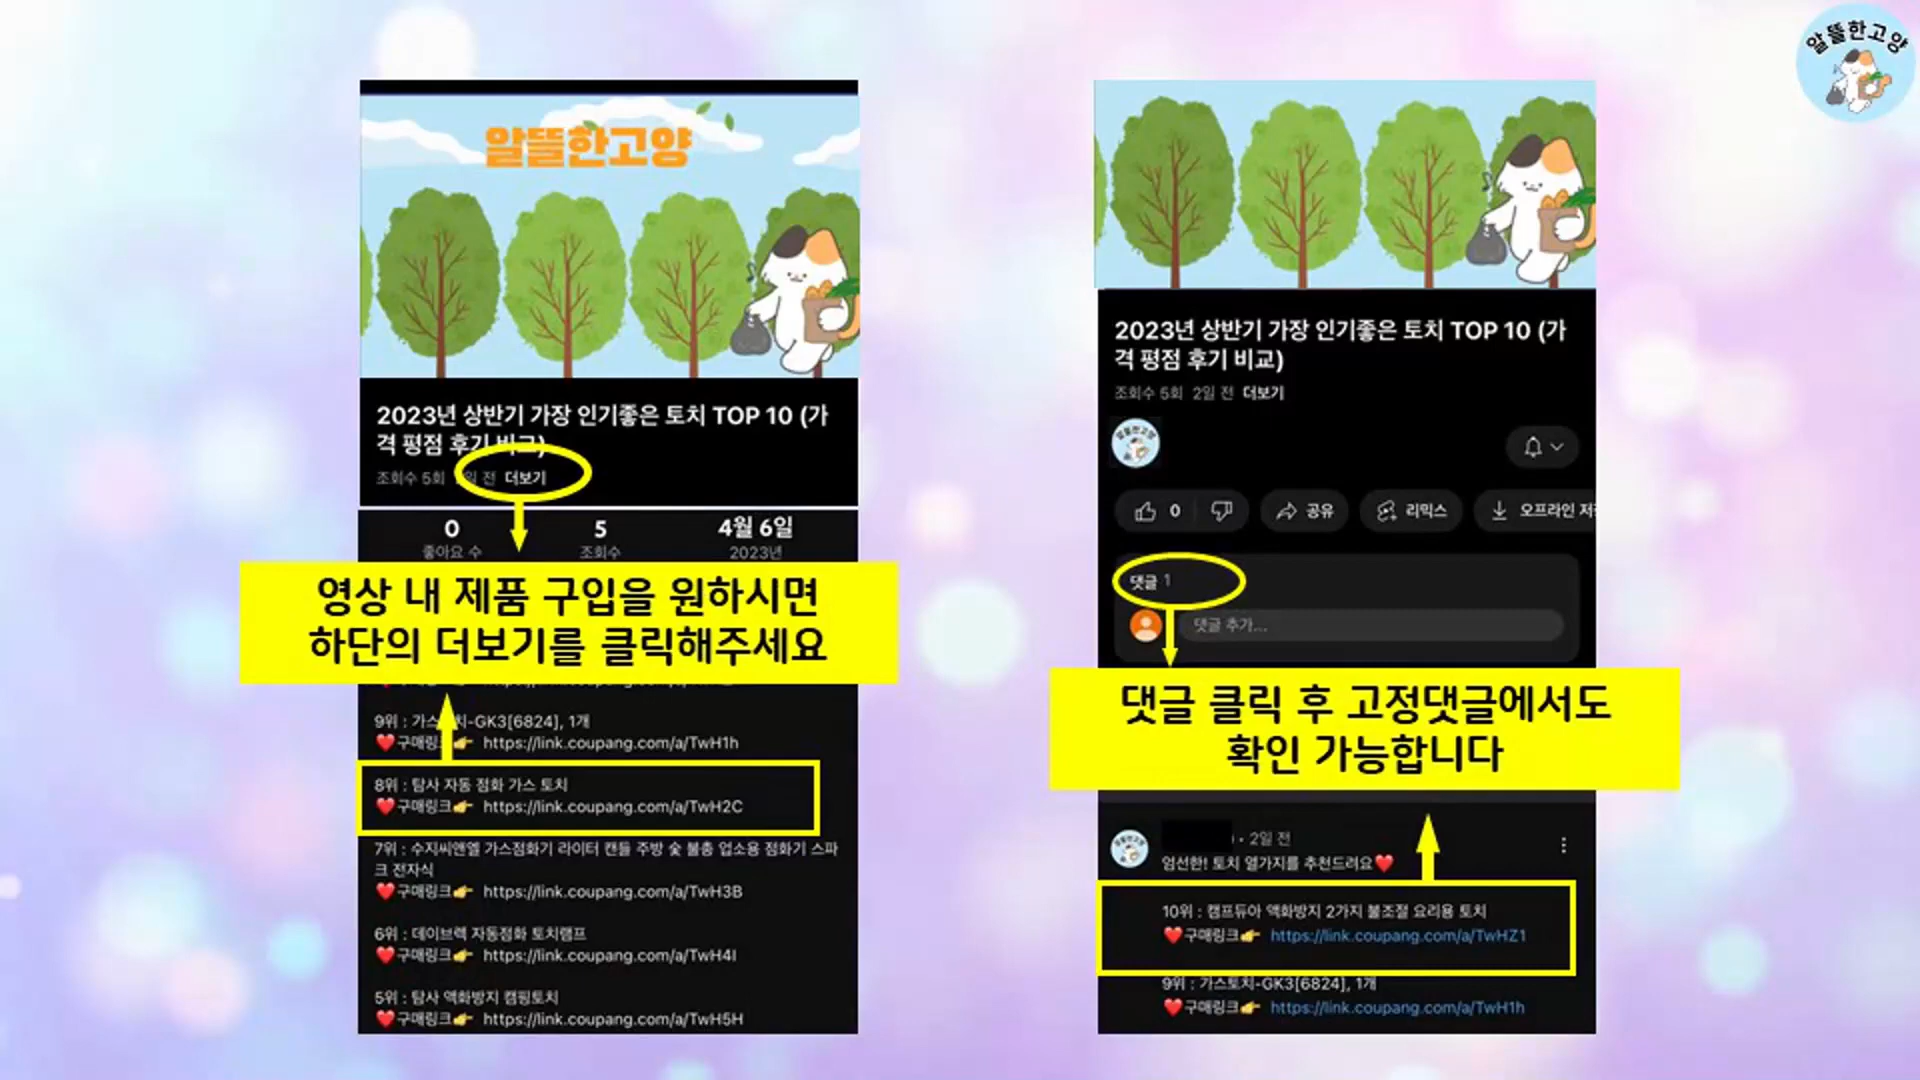 알뜰한고양
알뜰한고양
2023년 상반기 가장 인기좋은 토치 TOP 10 (가
격 평점 후기 비교)
조회수 5회 2일 전 더보기
0 5 4월 6일
좋아요 수 조회수 2023년
영상 내 제품 구입을 원하시면
하단의 더보기를 클릭해주세요
9위 : 가스토치-GK3[6824], 1개
❤️구매링크👉 https://link.coupang.com/a/TwH1h
8위 : 탐사 자동 점화 가스 토치
❤️구매링크👉 https://link.coupang.com/a/TwH2C
7위 : 수지씨앤엘 가스점화기 라이터 캔들 주방 숯 불총 업소용 점화기 스파
크 전자식
❤️구매링크👉 https://link.coupang.com/a/TwH3B
6위 : 데이브렉 자동점화 토치램프
❤️구매링크👉 https://link.coupang.com/a/TwH4I
5위 : 탐사 액화방지 캠핑토치
❤️구매링크👉 https://link.coupang.com/a/TwH5H
2023년 상반기 가장 인기좋은 토치 TOP 10 (가
격 평점 후기 비교)
조회수 5회 2일 전 더보기
알뜰한고양
0 공유 리믹스 오프라인 저
댓글 1
댓글 추가...
댓글 클릭 후 고정댓글에서도
확인 가능합니다
알뜰한고양
• 2일 전
엄선한! 토치 열가지를 추천드려요❤️
10위 : 캠프듀아 액화방지 2가지 불조절 요리용 토치
❤️구매링크👉 https://link.coupang.com/a/TwHZ1
9위 : 가스토치-GK3[6824], 1개
❤️구매링크👉 https://link.coupang.com/a/TwH1h